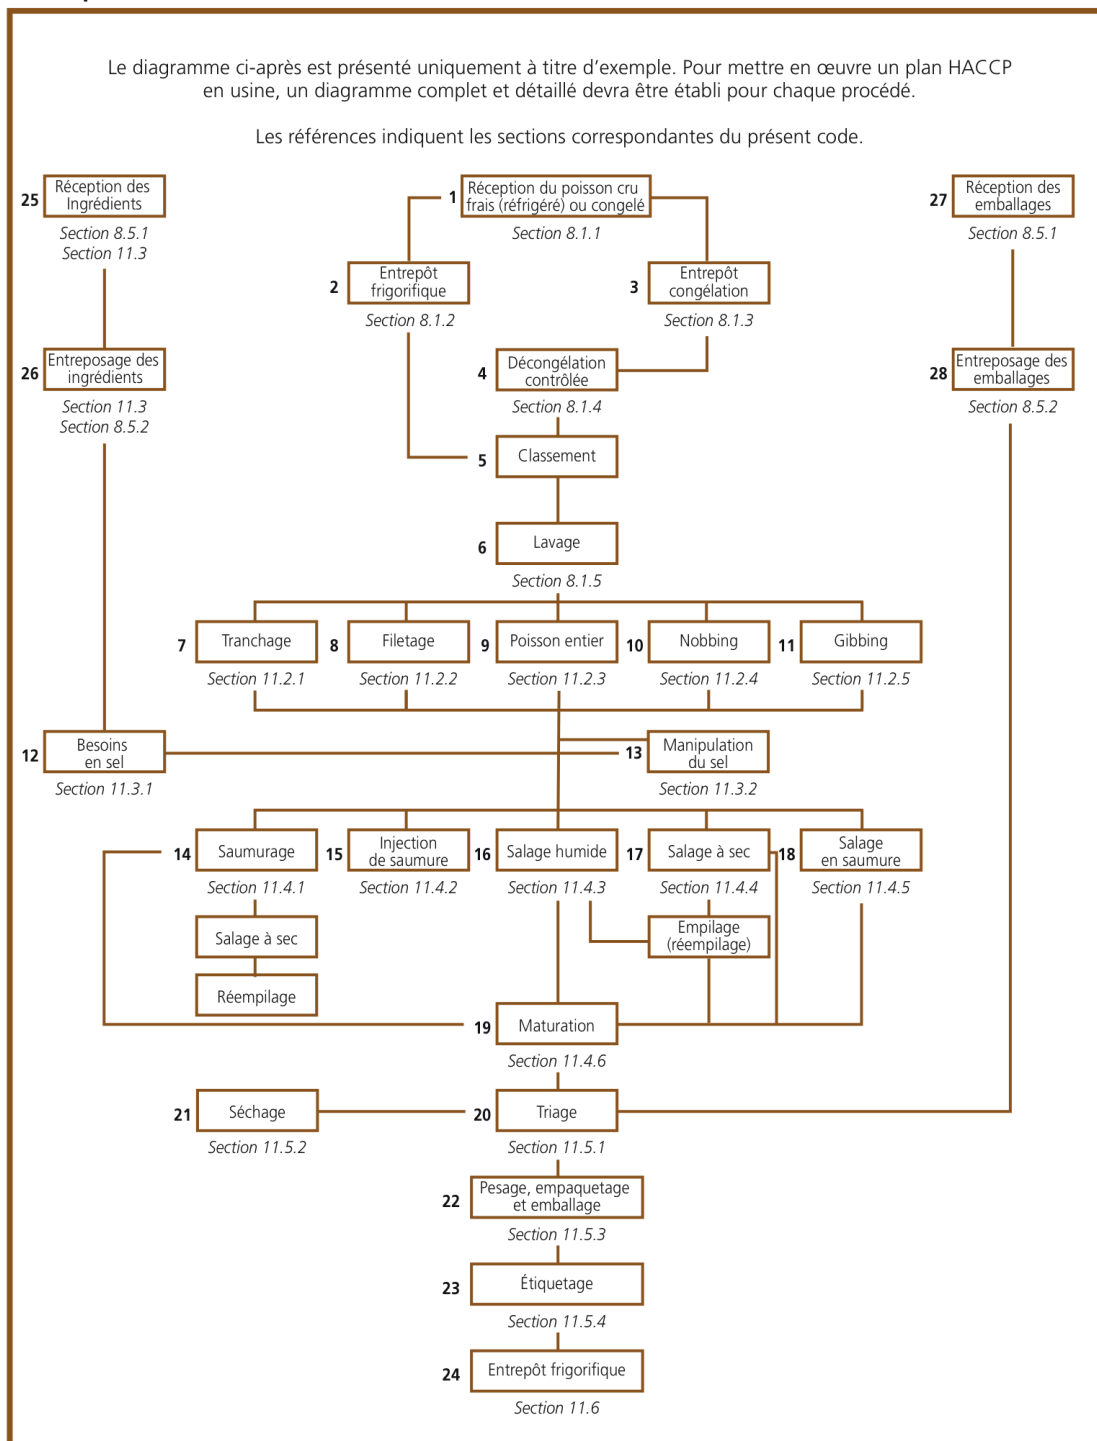 Le diagramme ci-après est présenté uniquement à titre d'exemple. Pour mettre en œuvre un plan HACCP
en usine, un diagramme complet et détaillé devra être établi pour chaque procédé.
Les références indiquent les sections correspondantes du présent code.
25
Réception des
Ingrédients
Section 8.5.1
Section 11.3
1
Réception du poisson cru
frais (réfrigéré) ou congelé
Section 8.1.1
27
Réception des
emballages
Section 8.5.1
2
Entrepôt
frigorifique
Section 8.1.2
3
Entrepôt
congélation
Section 8.1.3
26
Entreposage des
ingrédients
Section 11.3
Section 8.5.2
4
Décongélation
contrôlée
Section 8.1.4
28
Entreposage des
emballages
Section 8.5.2
5
Classement
6
Lavage
Section 8.1.5
7
Tranchage
Section 11.2.1
8
Filetage
Section 11.2.2
9
Poisson entier
Section 11.2.3
10
Nobbing
Section 11.2.4
11
Gibbing
Section 11.2.5
12
Besoins
en sel
Section 11.3.1
13
Manipulation
du sel
Section 11.3.2
14
Saumurage
Section 11.4.1
15
Injection
de saumure
Section 11.4.2
16
Salage humide
Section 11.4.3
17
Salage à sec
Section 11.4.4
18
Salage
en saumure
Section 11.4.5
Salage à sec
Empilage
(réempilage)
Réempilage
19
Maturation
Section 11.4.6
21
Séchage
Section 11.5.2
20
Triage
Section 11.5.1
22
Pesage, empaquetage
et emballage
Section 11.5.3
23
Étiquetage
Section 11.5.4
24
Entrepôt frigorifique
Section 11.6